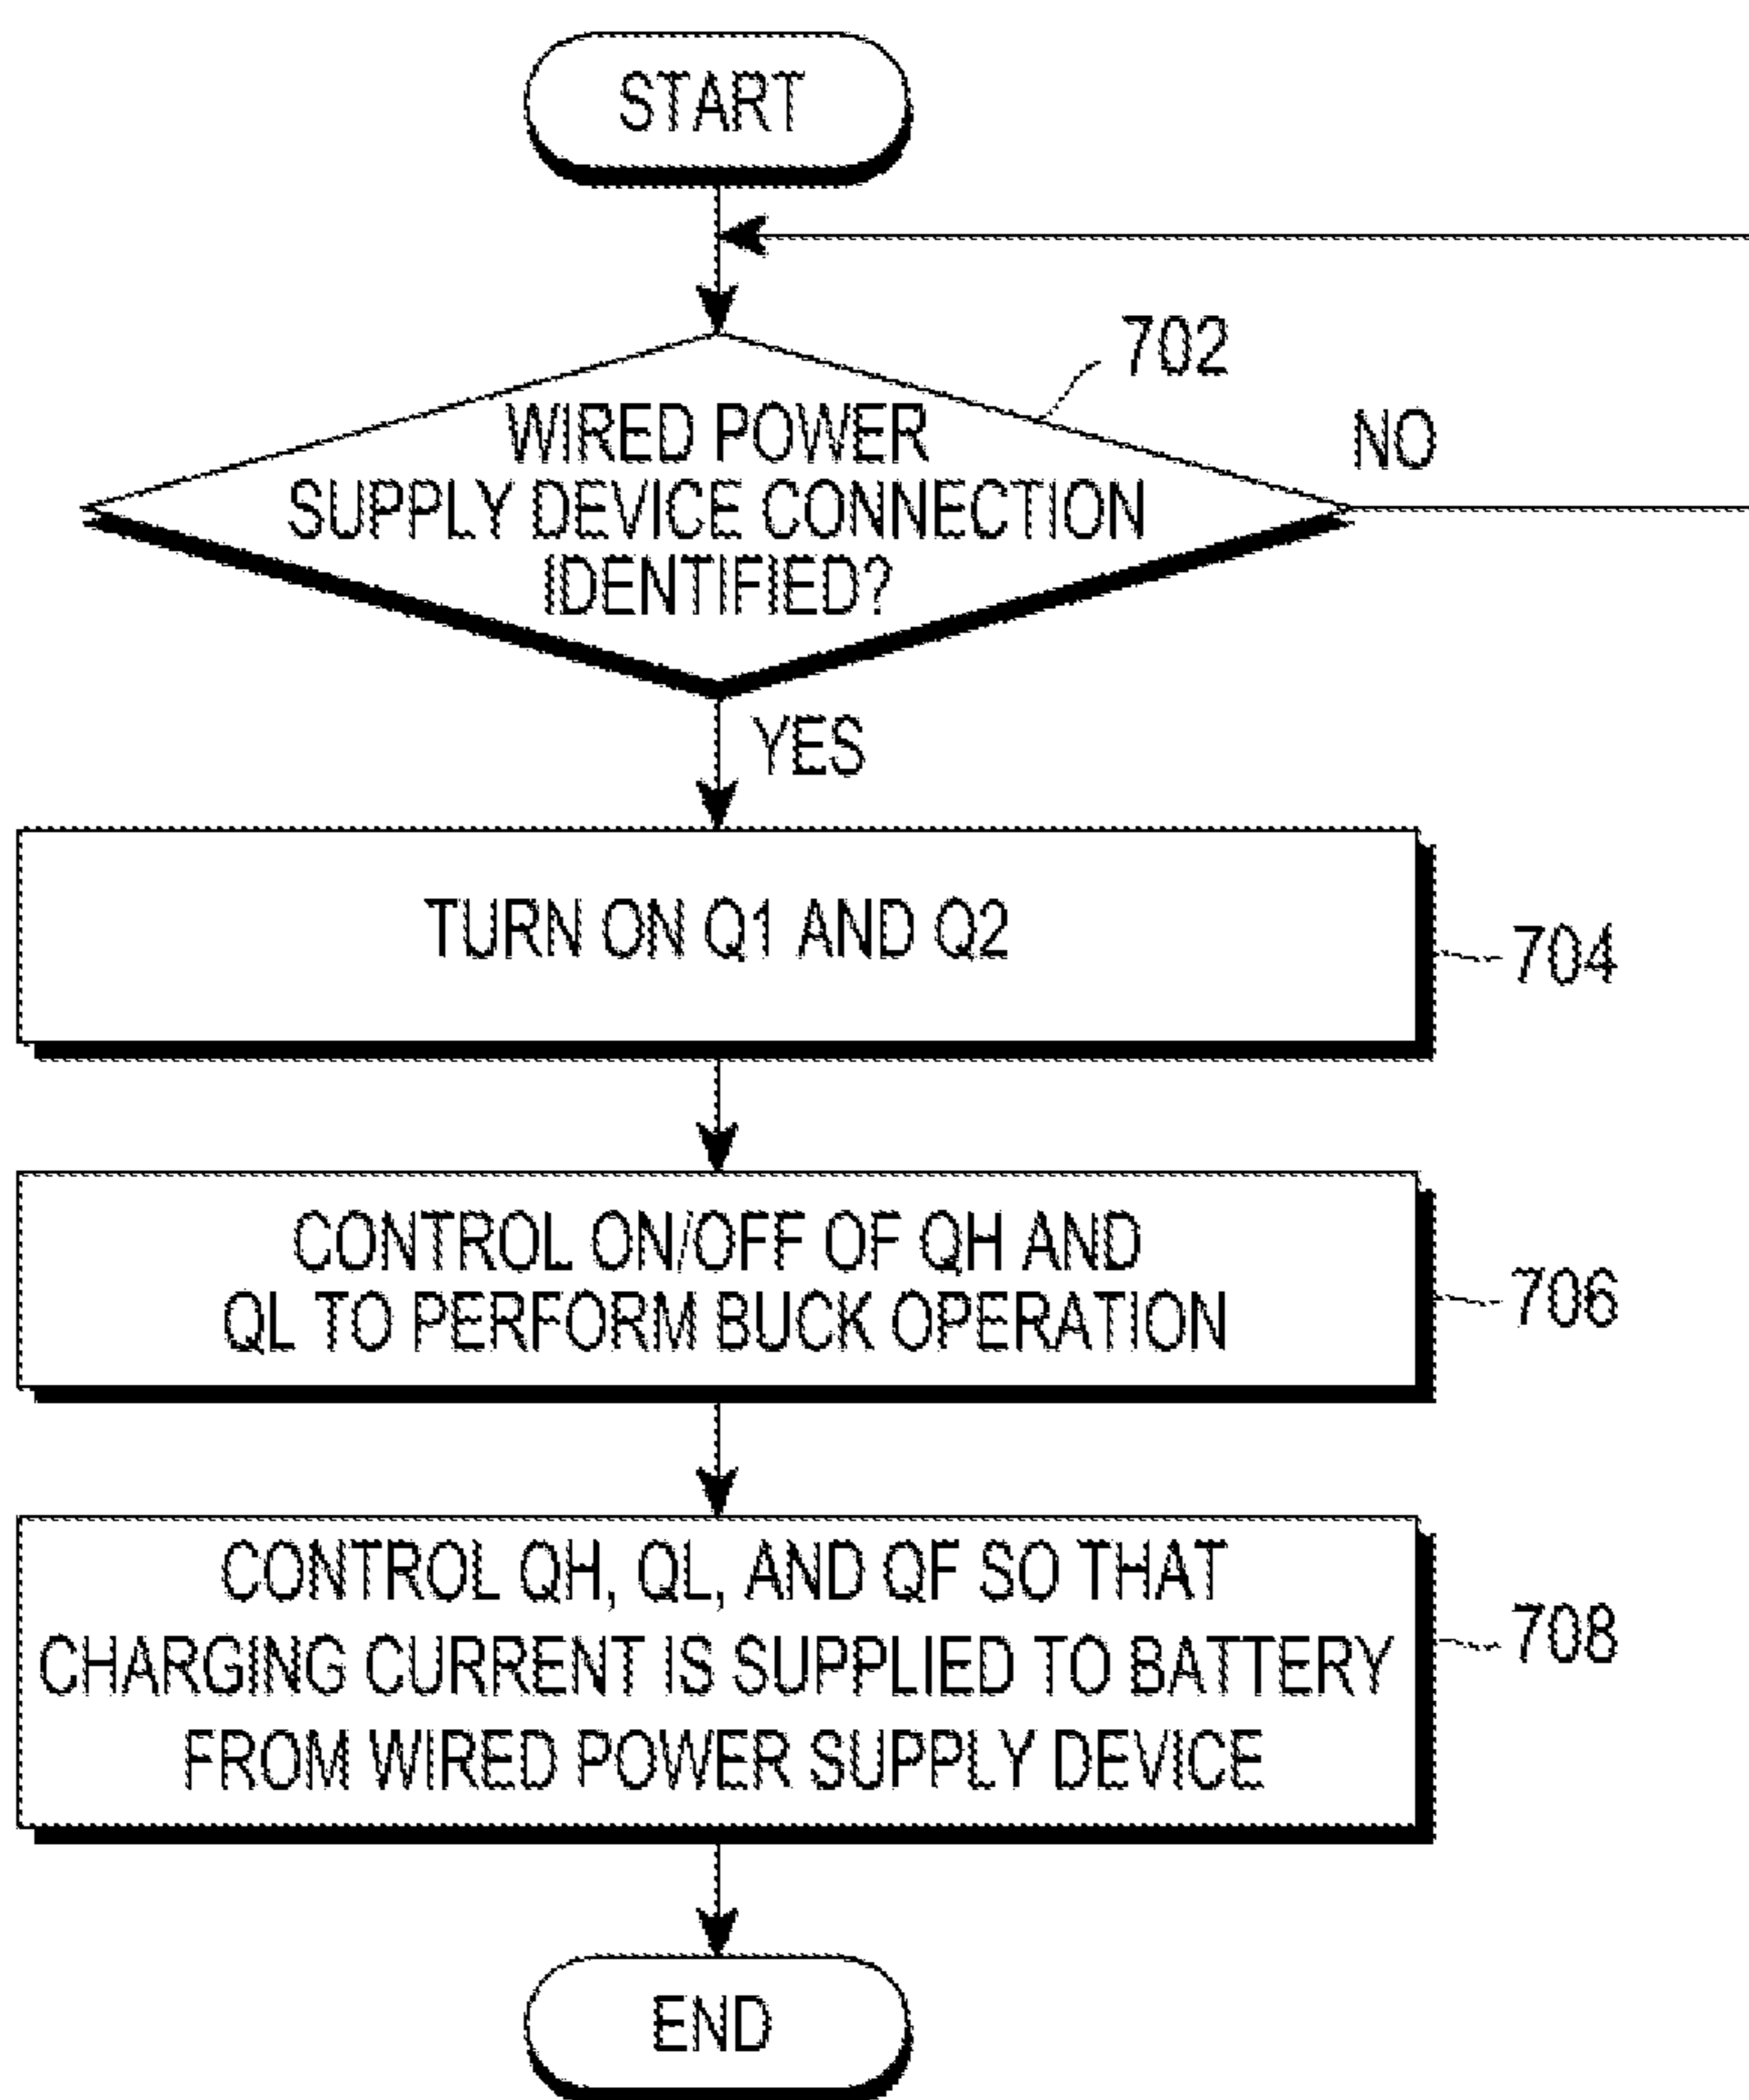 START
702
WIRED POWER
NO
SUPPLY DEVICE CONNECTION
IDENTIFIED?
YES
TURN ON Q1 AND Q2
704
CONTROL ON/OFF OF QH AND
QL TO PERFORM BUCK OPERATION
706
CONTROL QH, QL, AND QF SO THAT
CHARGING CURRENT IS SUPPLIED TO BATTERY
FROM WIRED POWER SUPPLY DEVICE
708
END